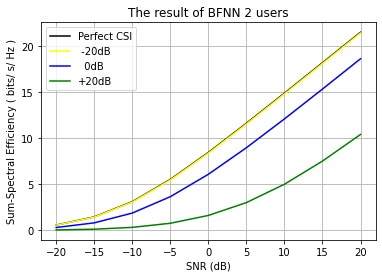 The result of BFNN 2 users
Perfect CSI
-20dB
0dB
+20dB
Sum-Spectral Efficiency ( bits/ s/ Hz )
20
15
10
5
0
−20 −15 −10 −5 0 5 10 15 20
SNR (dB)